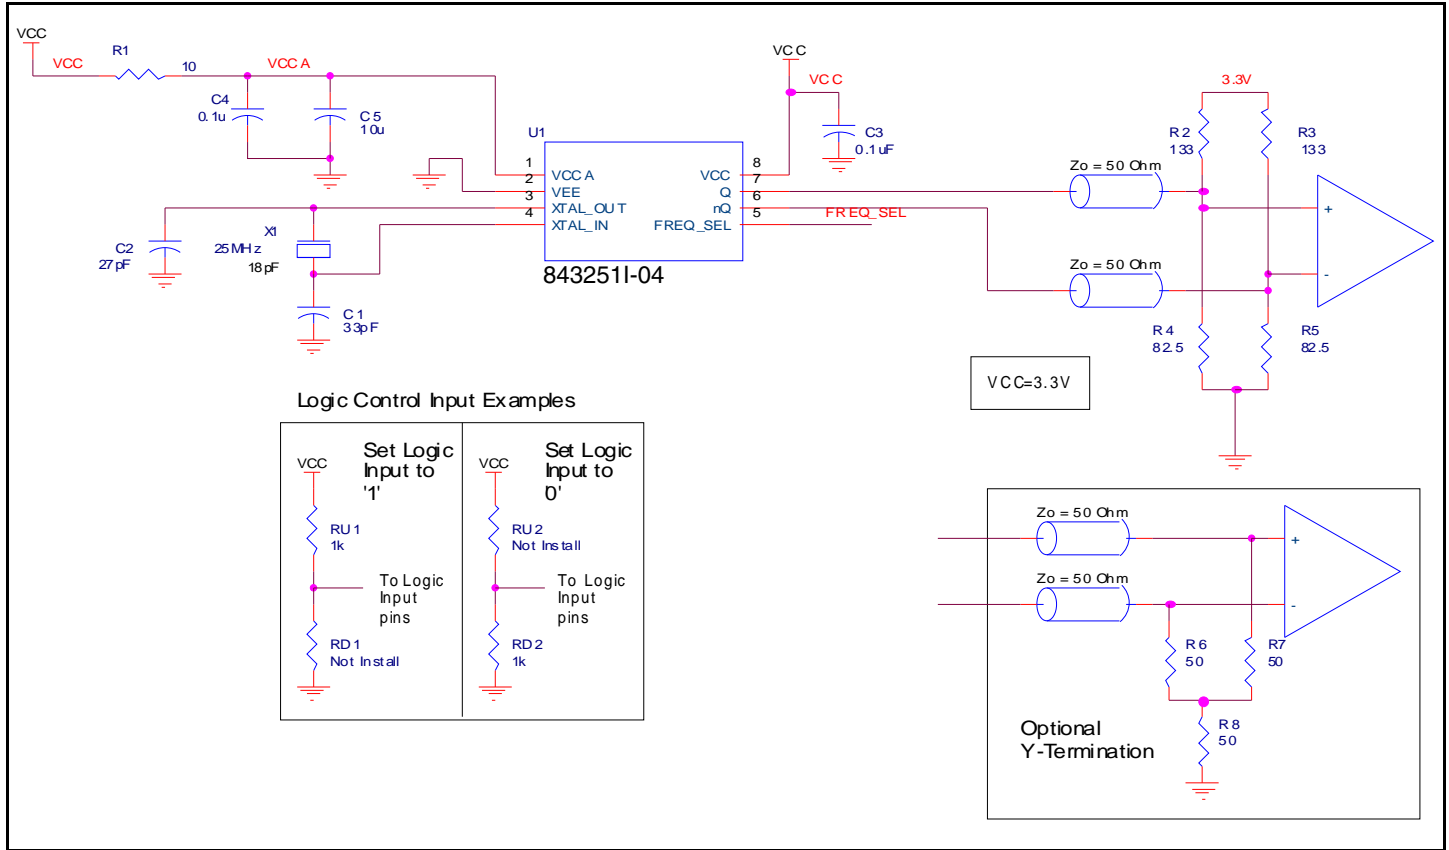 VCC
VCC
R1
10
VCCA
C4
0.1u
C5
10u
U1
1
2
3
4
VCCA
VEE
XTAL_OUT
XTAL_IN
VCC
Q
nQ
FREQ_SEL
8
7
6
5
843251I-04
VCC
VCC
C3
0.1uF
FREQ_SEL
C2
27pF
X1
25MHz
18pF
C1
33pF
Zo = 50 Ohm
Zo = 50 Ohm
3.3V
R2
133
R3
133
+
-
R4
82.5
R5
82.5
VCC=3.3V
Logic Control Input Examples
Set Logic
Input to
'1'
VCC
RU1
1k
To Logic
Input
pins
RD1
Not Install
Set Logic
Input to
'0'
VCC
RU2
Not Install
To Logic
Input
pins
RD2
1k
Zo = 50 Ohm
Zo = 50 Ohm
+
-
R6
50
R7
50
R8
50
Optional
Y-Termination